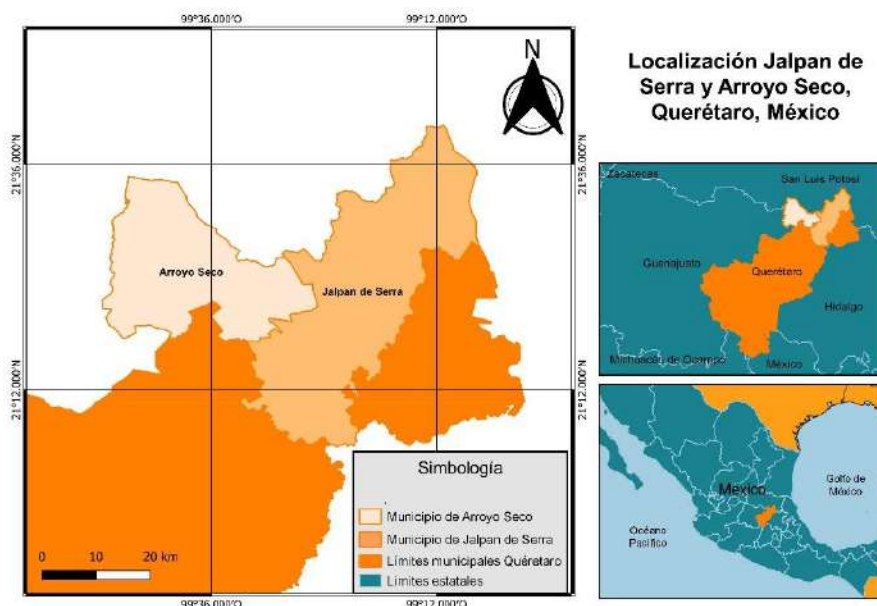 99°36.000'O
99°12.000'O
N
21°36.000'N
21°36.000'N
Arroyo Seco
Jalpan de Serra
21°12.000'N
21°12.000'N
Simbología
Municipio de Arroyo Seco
Municipio de Jalpan de Serra
Límites municipales Quéretaro
Límites estatales
0 10 20 km
99°36.000'O
99°12.000'O
Localización Jalpan de
Serra y Arroyo Seco,
Querétaro, México
Zacatecas
San Luis Potosí
Guanajuato
Querétaro
Hidalgo
Michoacán de Ocampo
México
México
Golfo de
México
Océano
Pacífico